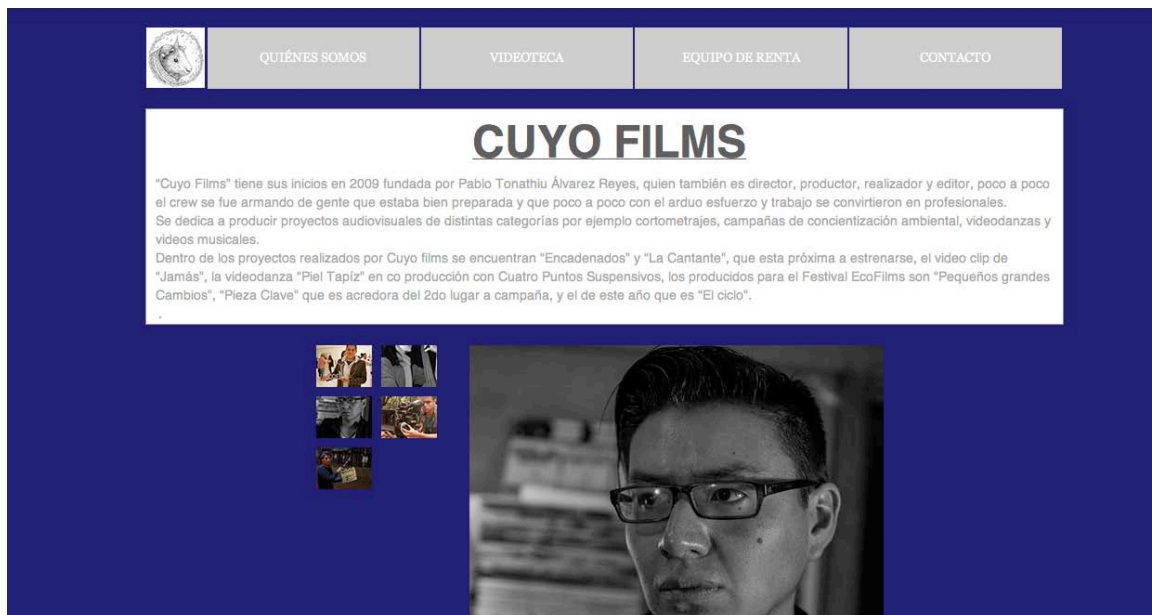 QUIÉNES SOMOS
VIDEOTECA
EQUIPO DE RENTA
CONTACTO
CUYO FILMS
“Cuyo Films” tiene sus inicios en 2009 fundada por Pablo Tonathiu Álvarez Reyes, quien también es director, productor, realizador y editor, poco a poco
el crew se fue armando de gente que estaba bien preparada y que poco a poco con el arduo esfuerzo y trabajo se convirtieron en profesionales.
Se dedica a producir proyectos audiovisuales de distintas categorías por ejemplo cortometrajes, campañas de concientización ambiental, videodanzas y
videos musicales.
Dentro de los proyectos realizados por Cuyo films se encuentran “Encadenados” y “La Cantante”, que esta próxima a estrenarse, el video clip de
“Jamás”, la videodanza “Piel Tapíz” en co producción con Cuatro Puntos Suspensivos, los producidos para el Festival EcoFilms son “Pequeños grandes
Cambios”, “Pieza Clave” que es acredora del 2do lugar a campaña, y el de este año que es “El ciclo”.
.